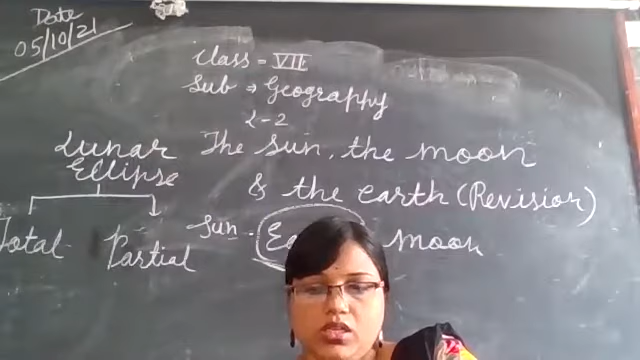 Date
05/10/21
Class = VII
Sub → Geography
L-2
The Sun, the moon
& the earth (Revision)
Lunar
Eclipse
Total Partial
Sun moon